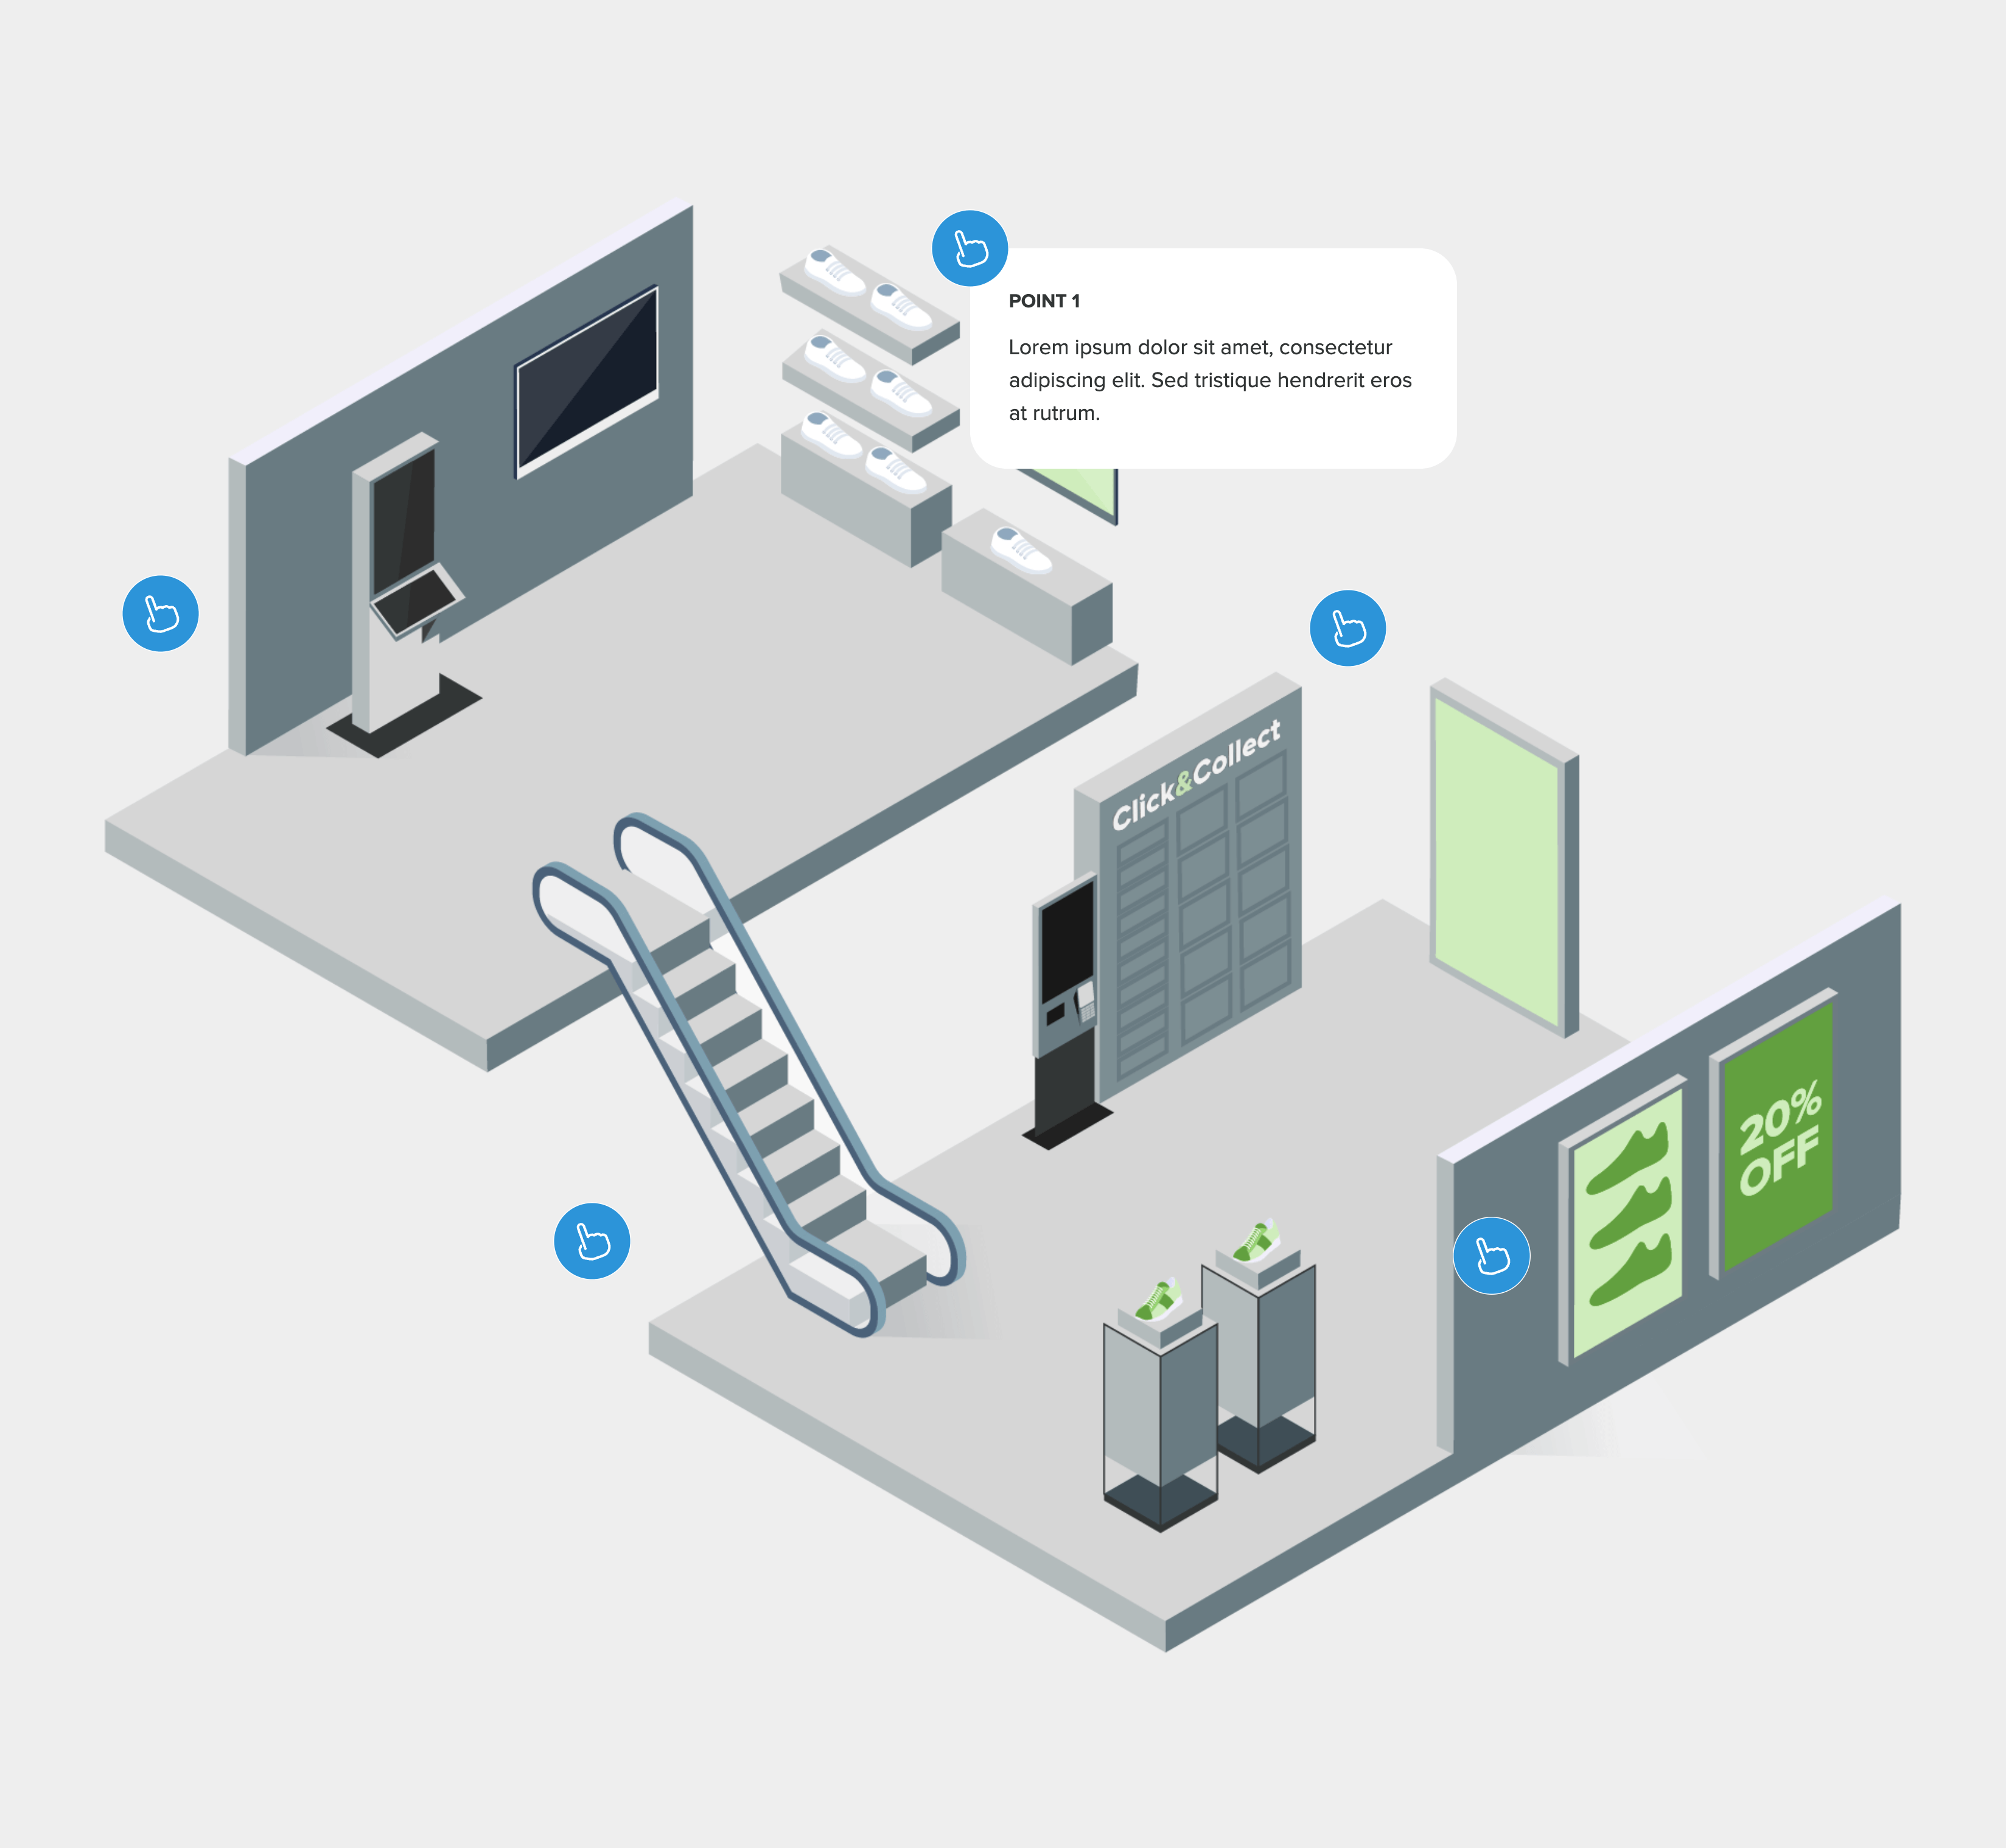 POINT 1
Lorem ipsum dolor sit amet, consectetur
adipiscing elit. Sed tristique hendrerit eros
at rutrum.
Click&Collect
20%
OFF